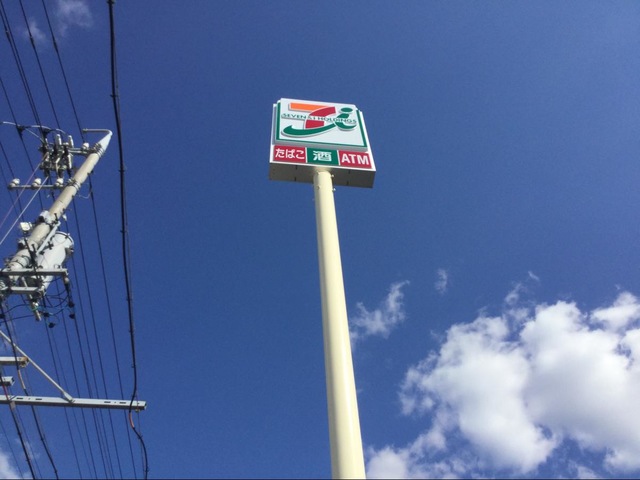 SEVEN & i HOLDINGS
たばこ 酒 ATM